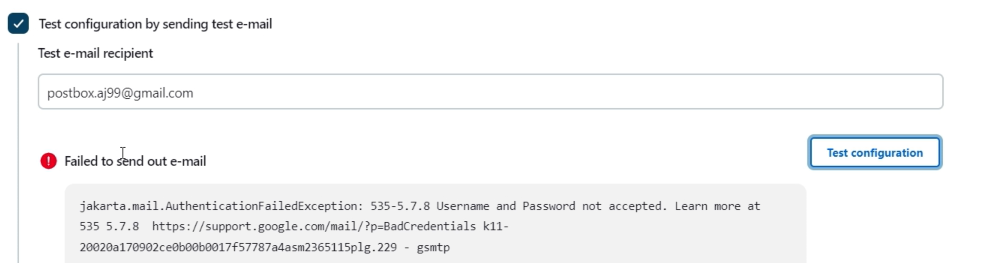 Test configuration by sending test e-mail
Test e-mail recipient
postbox.aj99@gmail.com
Failed to send out e-mail
Test configuration
jakarta.mail.AuthenticationFailedException: 535-5.7.8 Username and Password not accepted. Learn more at
535 5.7.8  https://support.google.com/mail/?p=BadCredentials k11-
20020a170902ce0b00b0017f57787a4asm2365115plg.229 - gsmtp